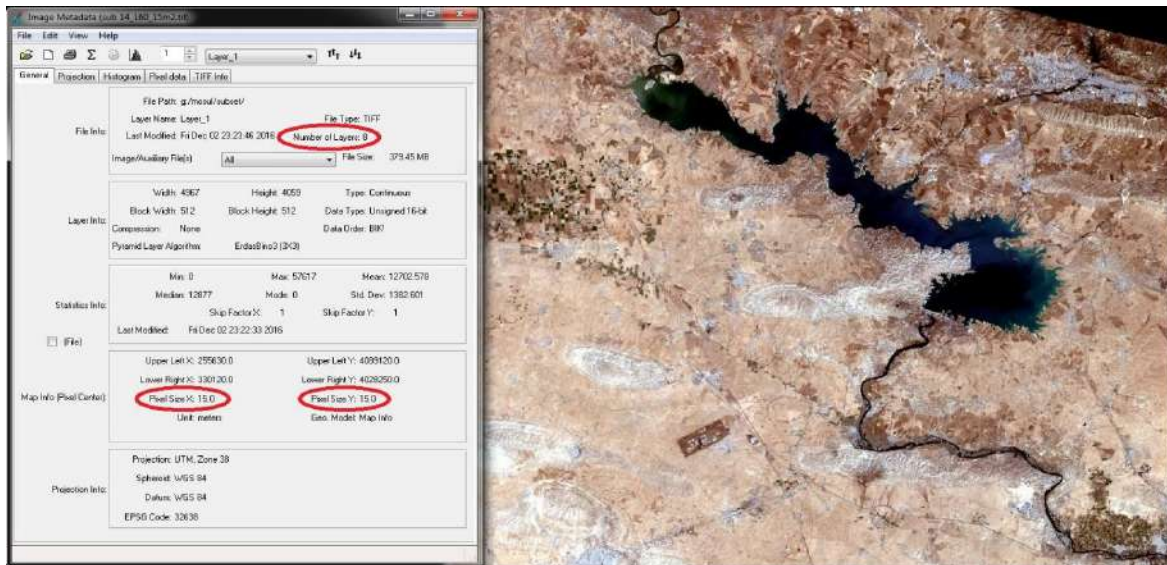 Image Metadata (sub 14_160_15m2.tif)
File Edit View Help
Σ 1 Layer_1
General Projection Histogram Pixel data TIFF Info
File Info:
File Path: g:/mosul/subset/
Layer Name: Layer_1 File Type: TIFF
Last Modified: Fri Dec 02 23:23:46 2016 Number of Layers: 8
Image/Auxiliary File(s) All File Size: 379.45 MB
Layer Info:
Width: 4967 Height: 4059 Type: Continuous
Block Width: 512 Block Height: 512 Data Type: Unsigned 16-bit
Compression: None Data Order: BIL
Pyramid Layer Algorithm: ErdasBino3 (3X3)
Statistics Info:
Min: 0 Max: 57617 Mean: 12702.578
Median: 12877 Mode: 0 Std. Dev: 1382.601
Skip Factor X: 1 Skip Factor Y: 1
Last Modified: Fri Dec 02 23:22:33 2016
(File)
Map Info (Pixel Center):
Upper Left X: 255630.0 Upper Left Y: 4089120.0
Lower Right X: 330120.0 Lower Right Y: 4028250.0
Pixel Size X: 15.0 Pixel Size Y: 15.0
Unit: meters Geo. Model: Map Info
Projection Info:
Projection: UTM, Zone 38
Spheroid: WGS 84
Datum: WGS 84
EPSG Code: 32638